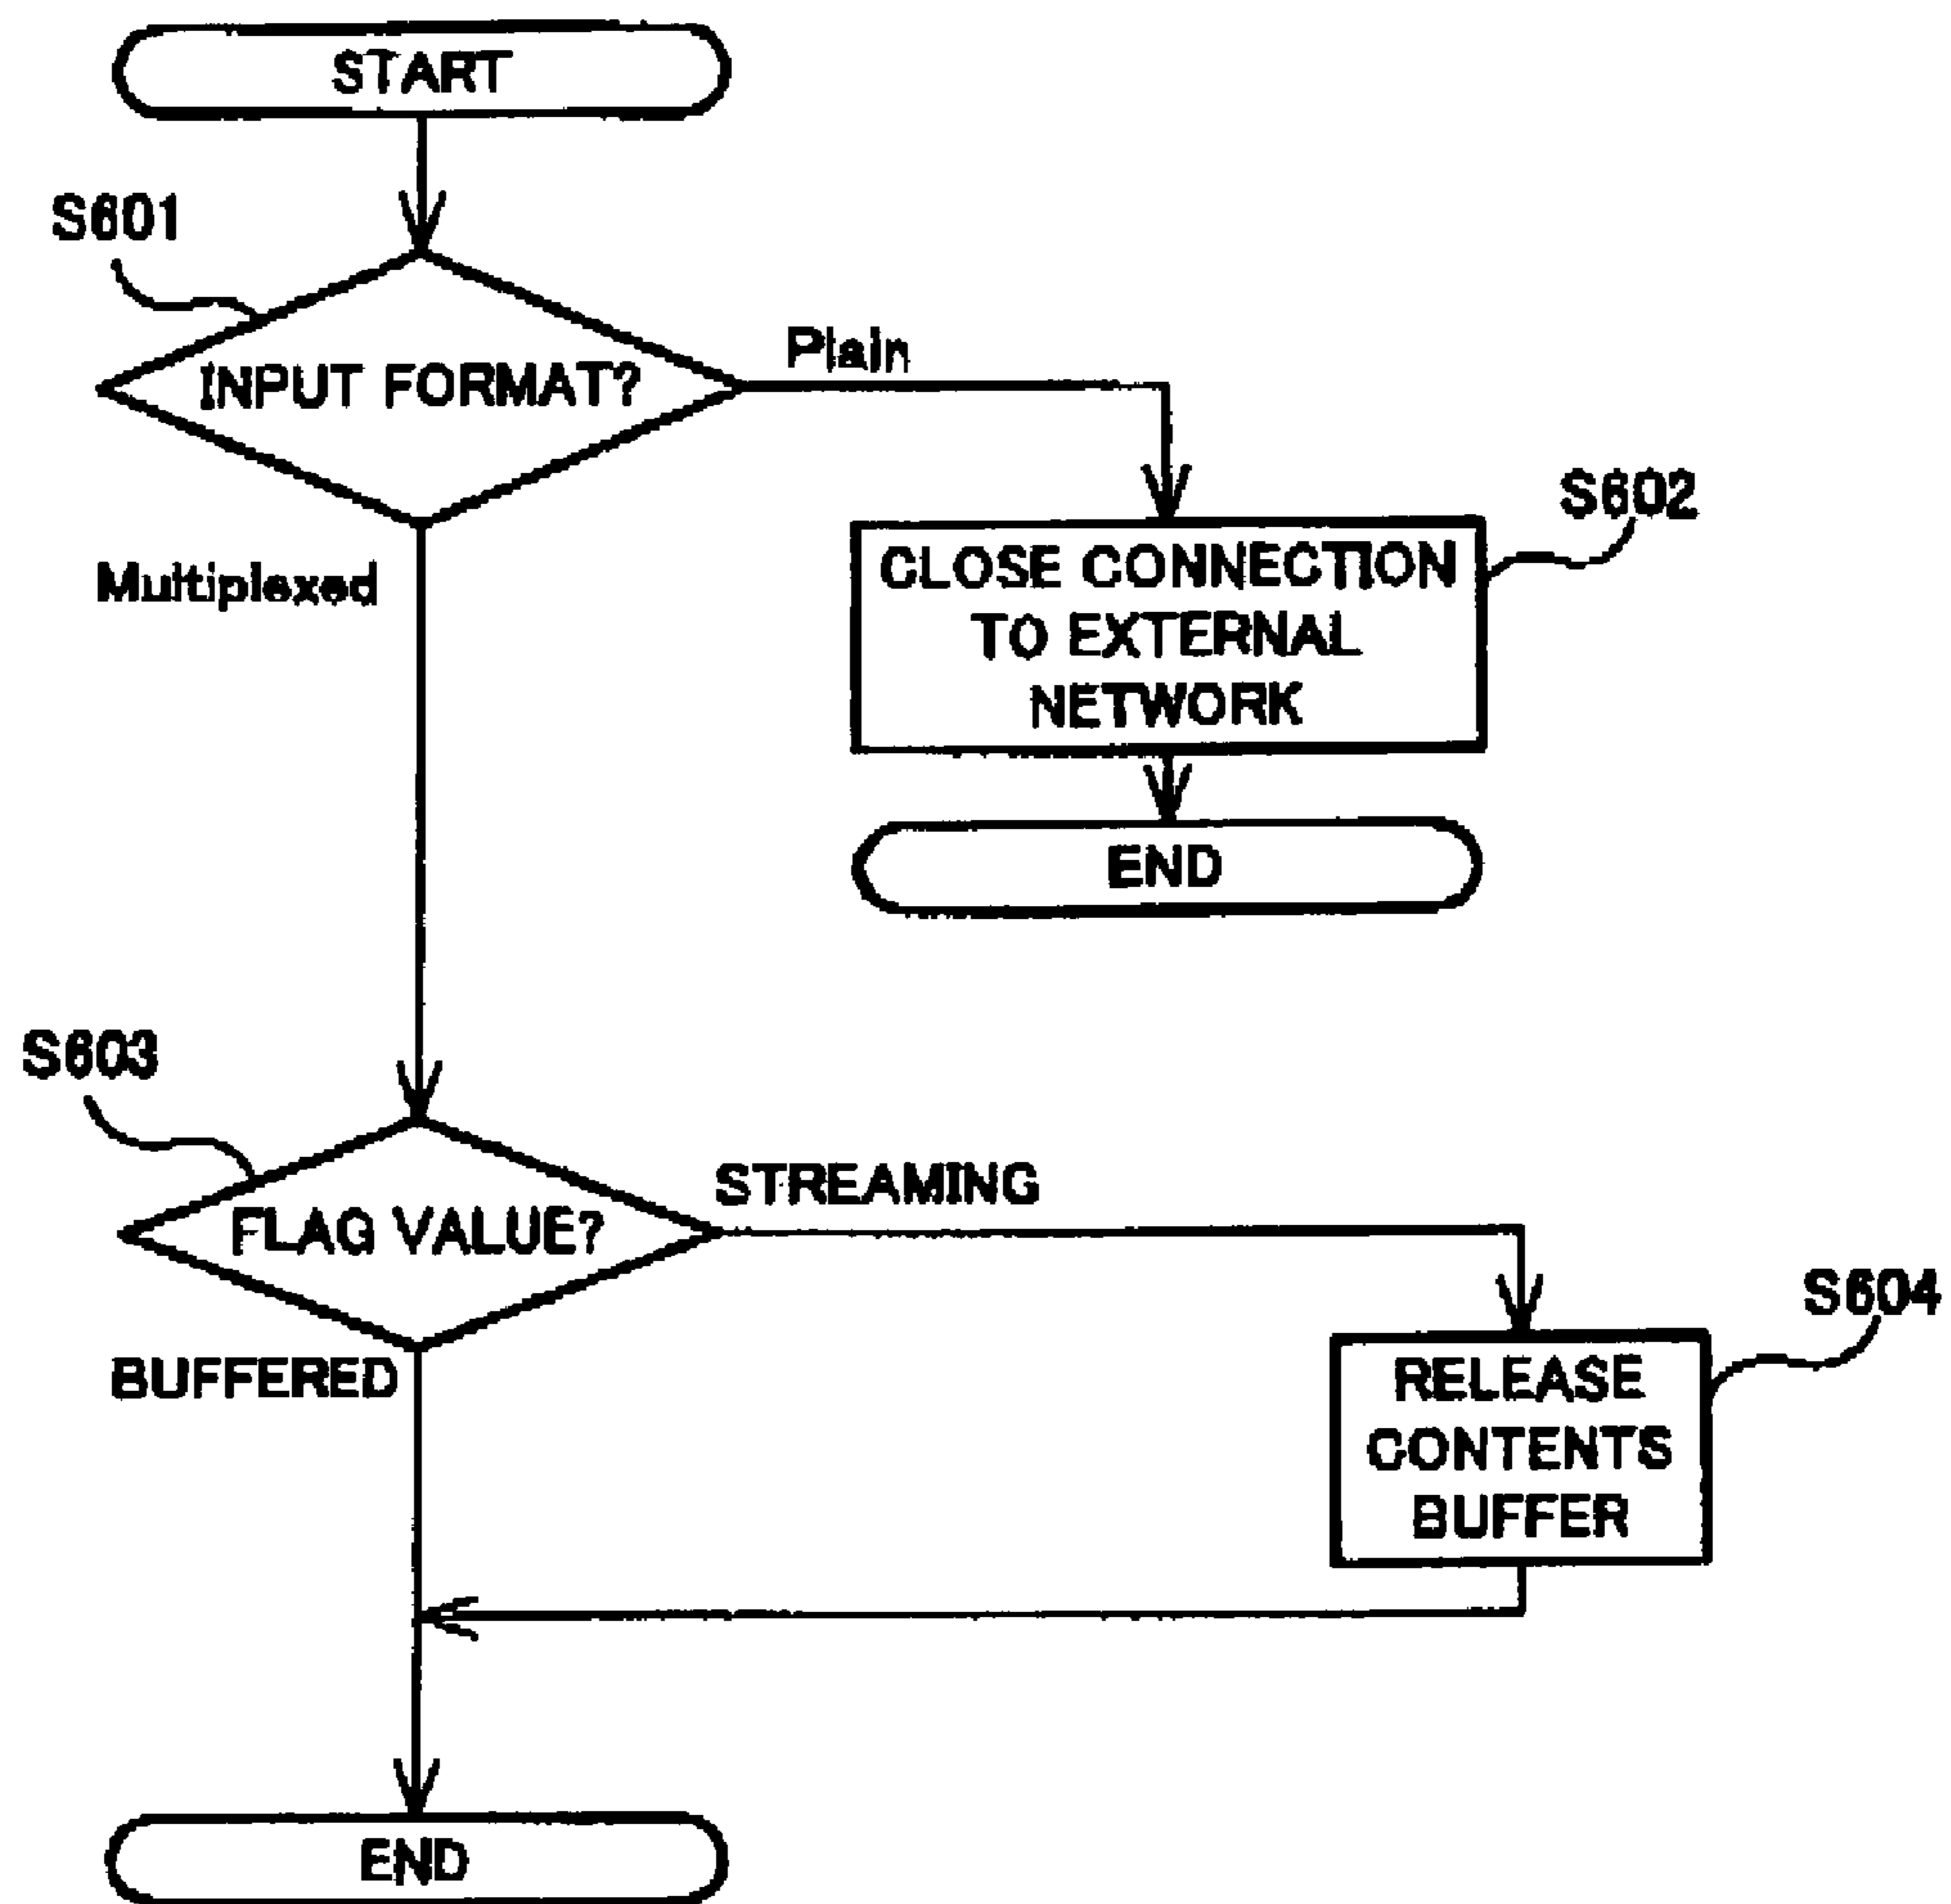 START
S601
INPUT FORMAT?
Plain
Multiplexed
S602
CLOSE CONNECTION
TO EXTERNAL
NETWORK
END
S603
FLAG VALUE?
STREAMING
BUFFERED
S604
RELEASE
CONTENTS
BUFFER
END